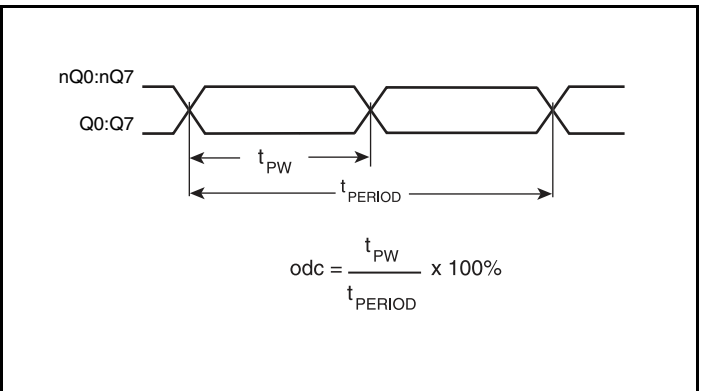 nQ0:nQ7
Q0:Q7
tPW
tPERIOD
odc = tPW / tPERIOD x 100%